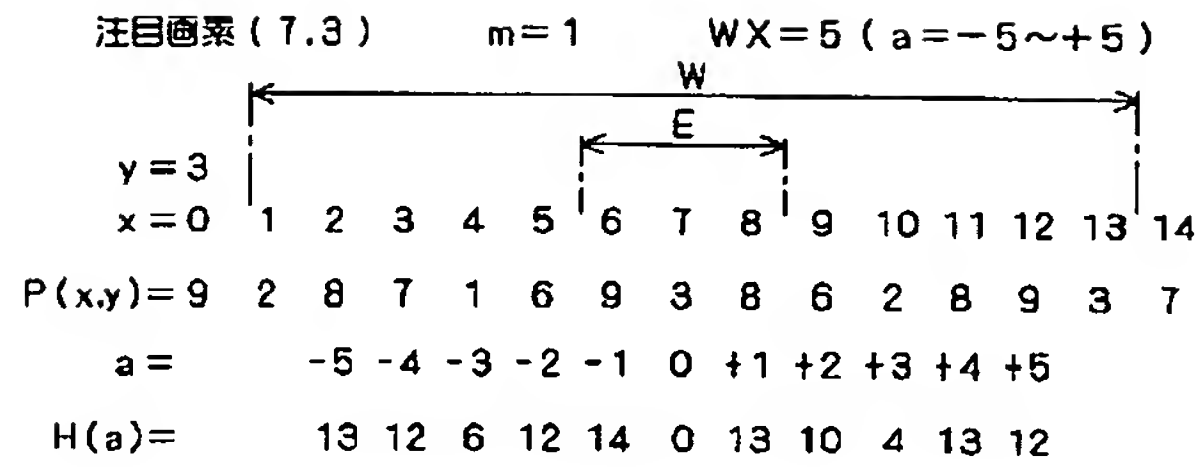 注目画素(7.3) m=1 WX=5(a=-5~+5)
W
E
y=3
x=0 1 2 3 4 5 6 7 8 9 10 11 12 13 14
P(x,y)=9 2 8 7 1 6 9 3 8 6 2 8 9 3 7
a= -5 -4 -3 -2 -1 0 +1 +2 +3 +4 +5
H(a)= 13 12 6 12 14 0 13 10 4 13 12